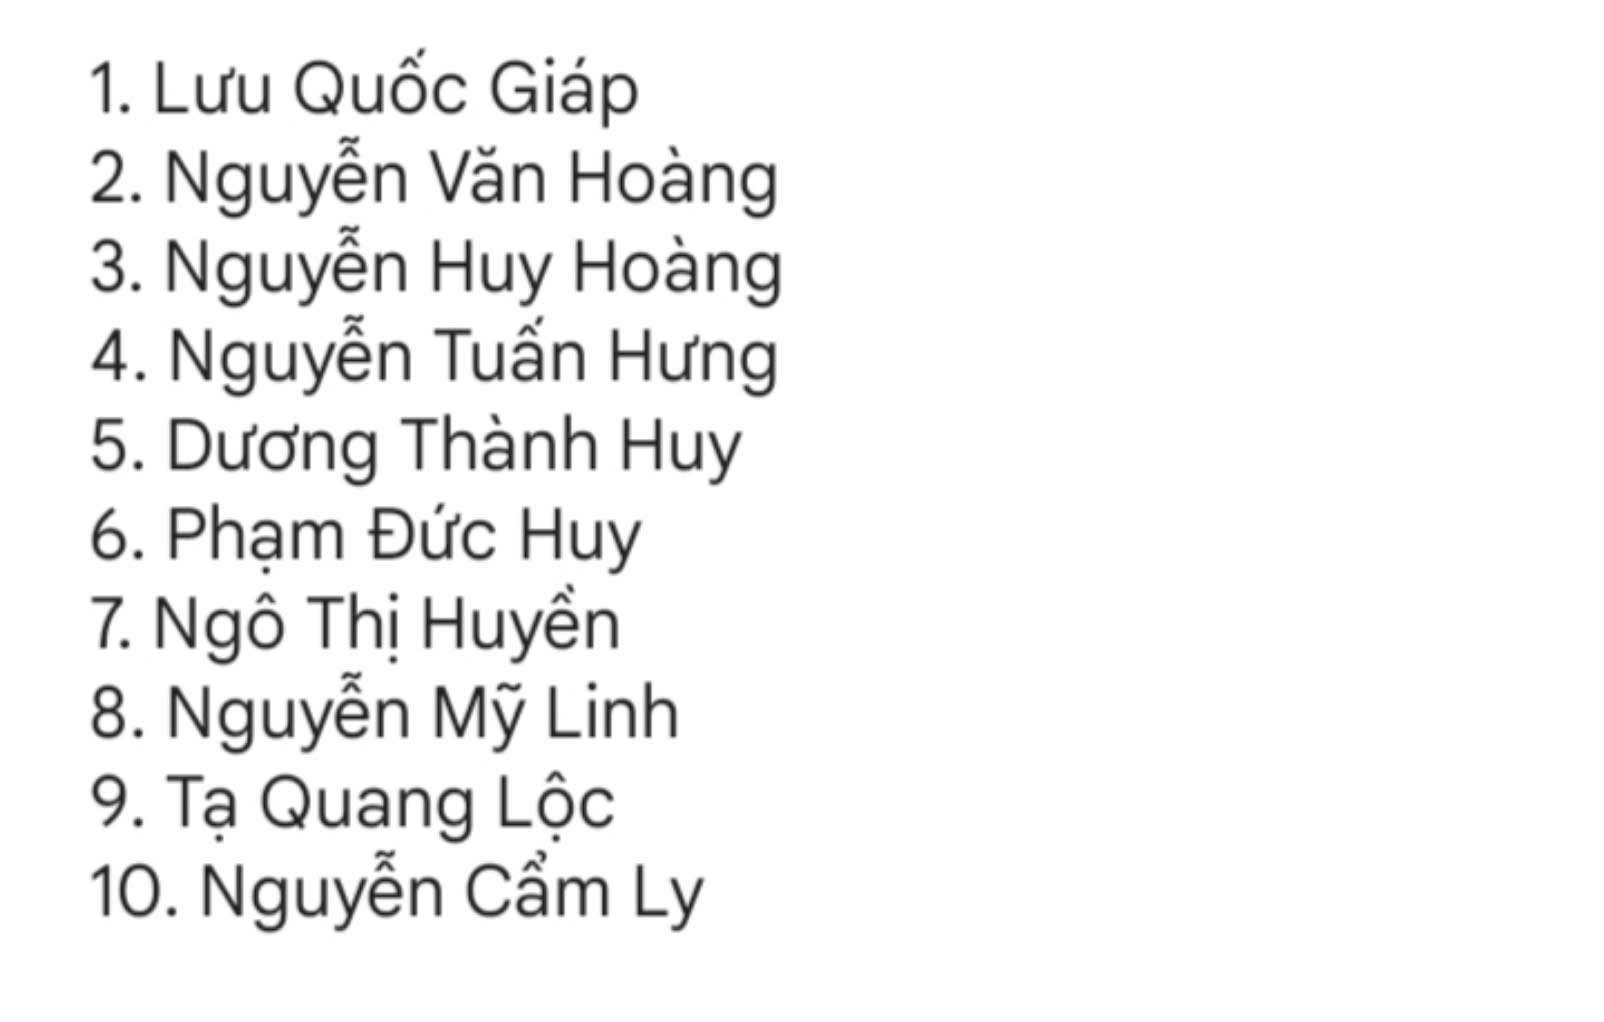 1. Lưu Quốc Giáp
2. Nguyễn Văn Hoàng
3. Nguyễn Huy Hoàng
4. Nguyễn Tuấn Hưng
5. Dương Thành Huy
6. Phạm Đức Huy
7. Ngô Thị Huyền
8. Nguyễn Mỹ Linh
9. Tạ Quang Lộc
10. Nguyễn Cẩm Ly